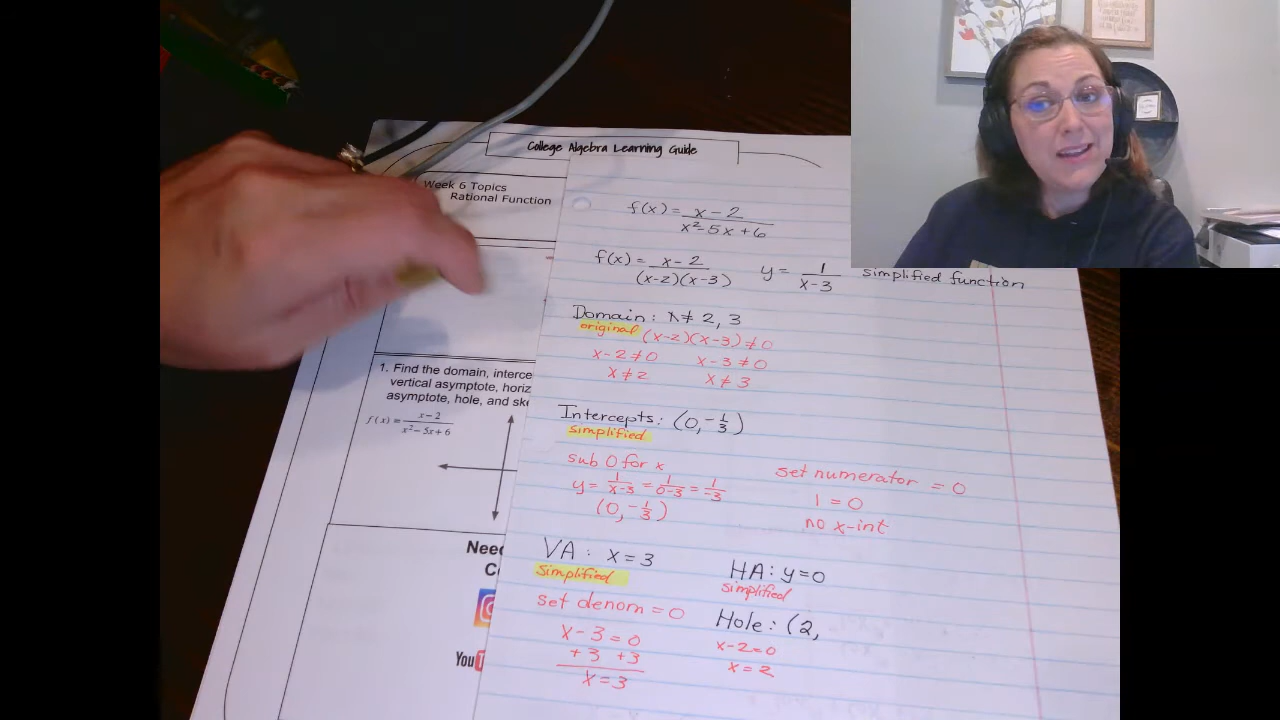 College Algebra Learning Guide
Week 6 Topics
Rational Function
f(x) = x-2 / x²-5x+6
f(x) = x-2 / (x-2)(x-3)   y = 1 / x-3   simplified function
Domain: x ≠ 2, 3
original (x-2)(x-3) ≠ 0
x-2 ≠ 0   x-3 ≠ 0
x ≠ 2   x ≠ 3
1. Find the domain, interce
vertical asymptote, horiz
asymptote, hole, and ske
f(x) = x-2 / x²-5x+6
Intercepts: (0, -1/3)
simplified
sub 0 for x
y = 1/x-3 = 1/0-3 = 1/-3
(0, -1/3)
set numerator = 0
1 = 0
no x-int
Need
C
You
VA: x = 3
simplified
set denom = 0
x-3 = 0
+3 +3
x = 3
HA: y = 0
simplified
Hole: (2,
x-2 = 0
x = 2